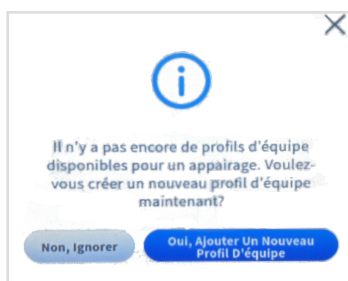 Il n'y a pas encore de profils d'équipe
disponibles pour un appairage. Voulez-
vous créer un nouveau profil d'équipe
maintenant?
Non, Ignorer
Oui, Ajouter Un Nouveau
Profil D'équipe